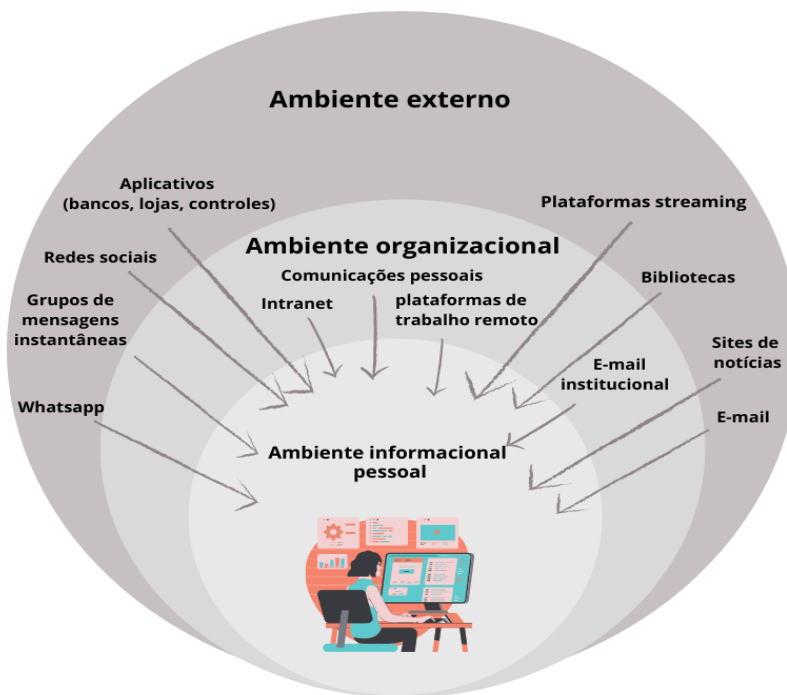 Ambiente externo
Aplicativos
(bancos, lojas, controles)
Plataformas streaming
Ambiente organizacional
Redes sociais
Comunicações pessoais
Bibliotecas
Grupos de
mensagens
instantâneas
Intranet
plataformas de
trabalho remoto
Sites de
notícias
E-mail
institucional
Whatsapp
E-mail
Ambiente informacional
pessoal